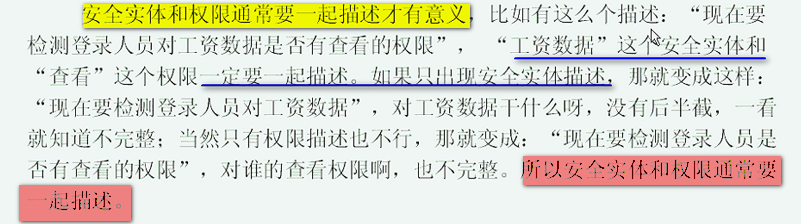 安全实体和权限通常要一起描述才有意义，比如有这么个描述：“现在要
检测登录人员对工资数据是否有查看的权限”，“工资数据”这个安全实体和
“查看”这个权限一定要一起描述。如果只出现安全实体描述，那就变成这样：
“现在要检测登录人员对工资数据”，对工资数据干什么呀，没有后半截，一看
就知道不完整；当然只有权限描述也不行，那就变成：“现在要检测登录人员是
否有查看的权限”，对谁的查看权限啊，也不完整。所以安全实体和权限通常要
一起描述。